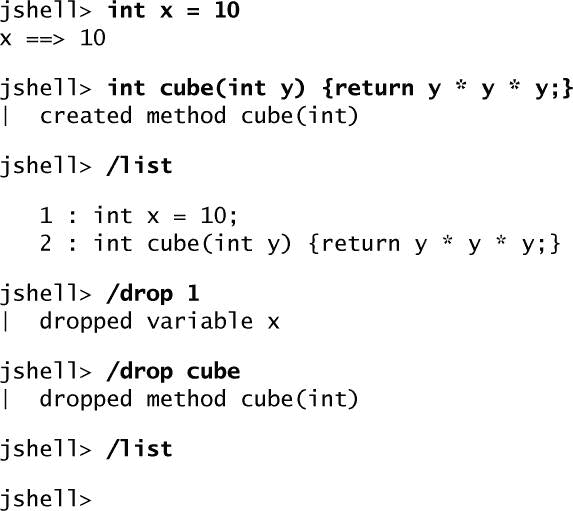 jshell> int x = 10
x ==> 10
jshell> int cube(int y) {return y * y * y;}
| created method cube(int)
jshell> /list
1 : int x = 10;
2 : int cube(int y) {return y * y * y;}
jshell> /drop 1
| dropped variable x
jshell> /drop cube
| dropped method cube(int)
jshell> /list
jshell>